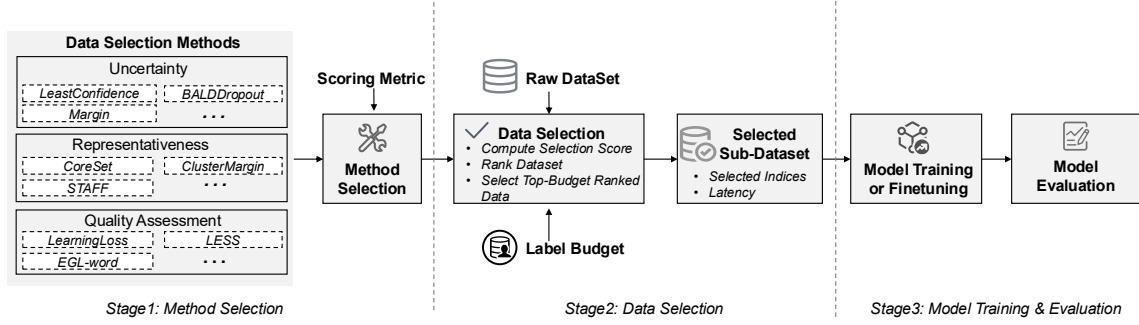 Data Selection Methods
Uncertainty
LeastConfidence
BALDDropout
Margin
...
Representativeness
CoreSet
ClusterMargin
STAFF
...
Quality Assessment
LearningLoss
LESS
EGL-word
...
Scoring Metric
Method
Selection
Stage1: Method Selection
Raw DataSet
Data Selection
• Compute Selection Score
• Rank Dataset
• Select Top-Budget Ranked
Data
Label Budget
Selected
Sub-Dataset
• Selected Indices
• Latency
Stage2: Data Selection
Model Training
or Finetuning
Model
Evaluation
Stage3: Model Training & Evaluation